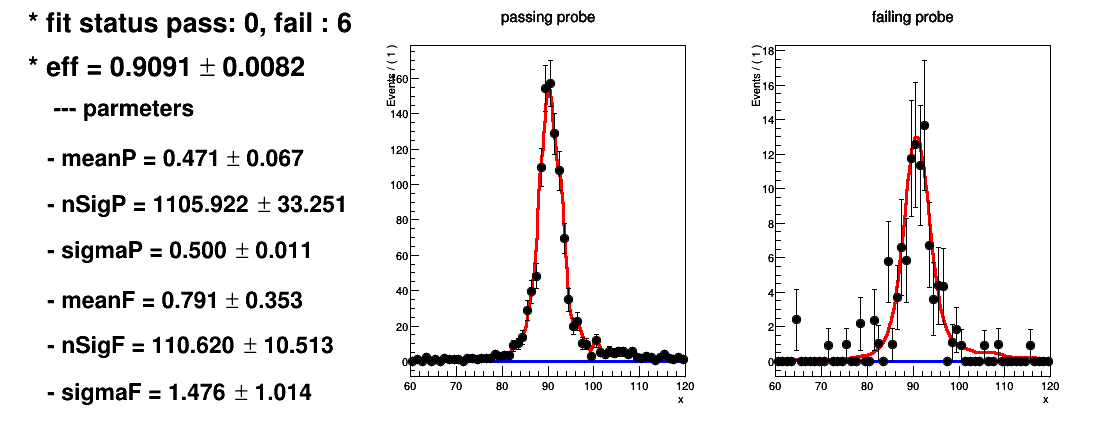 * fit status pass: 0, fail : 6
* eff = 0.9091 ± 0.0082
--- parmeters
- meanP = 0.471 ± 0.067
- nSigP = 1105.922 ± 33.251
- sigmaP = 0.500 ± 0.011
- meanF = 0.791 ± 0.353
- nSigF = 110.620 ± 10.513
- sigmaF = 1.476 ± 1.014
passing probe
Events / ( 1 )
160
140
120
100
80
60
40
20
0
60 70 80 90 100 110 120
x
failing probe
Events / ( 1 )
18
16
14
12
10
8
6
4
2
0
60 70 80 90 100 110 120
x